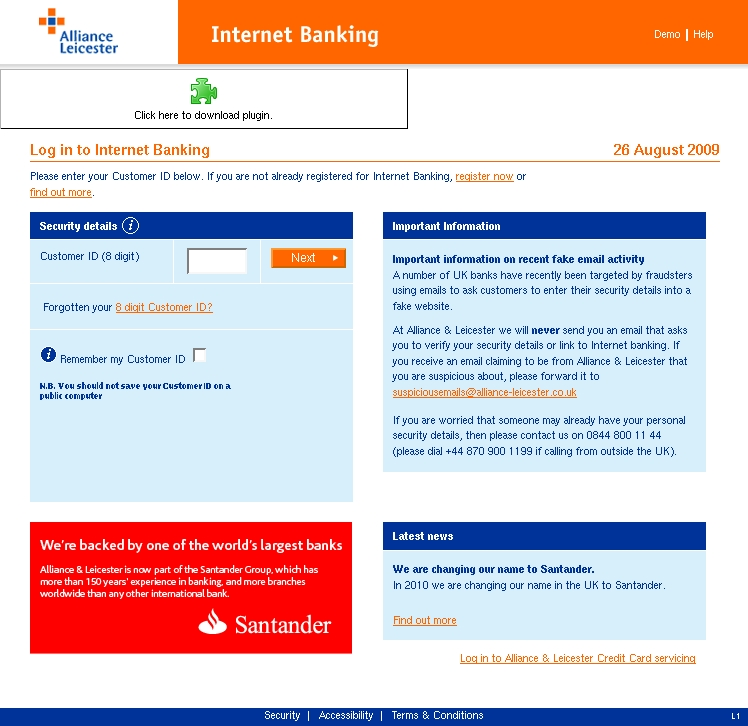 Alliance
Leicester
Internet Banking
Demo | Help
Click here to download plugin.
Log in to Internet Banking
26 August 2009
Please enter your Customer ID below. If you are not already registered for Internet Banking, register now or
find out more.
Security details i
Customer ID (8 digit)
Next
Forgotten your 8 digit Customer ID?
i Remember my Customer ID
N.B. You should not save your Customer ID on a
public computer
Important Information
Important information on recent fake email activity
A number of UK banks have recently been targeted by fraudsters
using emails to ask customers to enter their security details into a
fake website.
At Alliance & Leicester we will never send you an email that asks
you to verify your security details or link to Internet banking. If
you receive an email claiming to be from Alliance & Leicester that
you are suspicious about, please forward it to
suspiciousemails@alliance-leicester.co.uk
If you are worried that someone may already have your personal
security details, then please contact us on 0844 800 11 44
(please dial +44 870 900 1199 if calling from outside the UK).
We're backed by one of the world's largest banks
Alliance & Leicester is now part of the Santander Group, which has
more than 150 years' experience in banking, and more branches
worldwide than any other international bank.
Santander
Latest news
We are changing our name to Santander.
In 2010 we are changing our name in the UK to Santander.
Find out more
Log in to Alliance & Leicester Credit Card servicing
Security | Accessibility | Terms & Conditions
L1